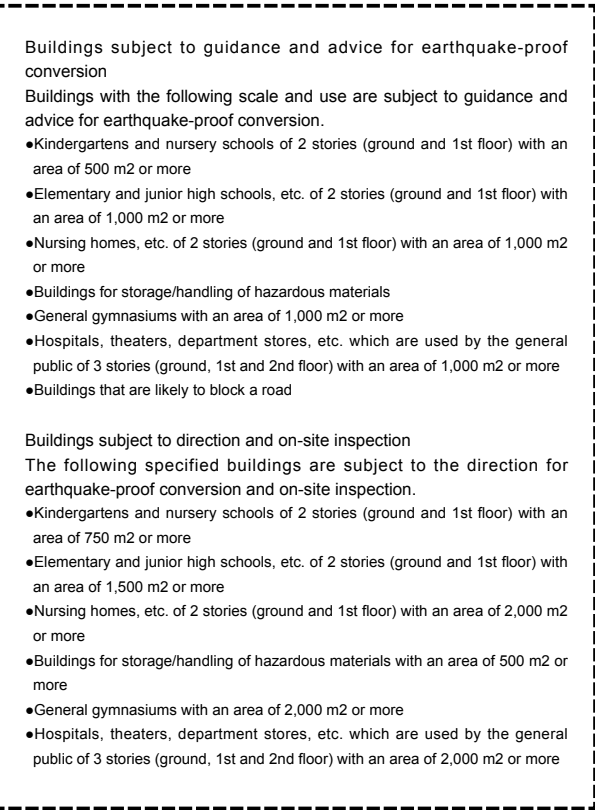 Buildings subject to guidance and advice for earthquake-proof
conversion
Buildings with the following scale and use are subject to guidance and
advice for earthquake-proof conversion.
●Kindergartens and nursery schools of 2 stories (ground and 1st floor) with an
area of 500 m2 or more
●Elementary and junior high schools, etc. of 2 stories (ground and 1st floor) with
an area of 1,000 m2 or more
●Nursing homes, etc. of 2 stories (ground and 1st floor) with an area of 1,000 m2
or more
●Buildings for storage/handling of hazardous materials
●General gymnasiums with an area of 1,000 m2 or more
●Hospitals, theaters, department stores, etc. which are used by the general
public of 3 stories (ground, 1st and 2nd floor) with an area of 1,000 m2 or more
●Buildings that are likely to block a road
Buildings subject to direction and on-site inspection
The following specified buildings are subject to the direction for
earthquake-proof conversion and on-site inspection.
●Kindergartens and nursery schools of 2 stories (ground and 1st floor) with an
area of 750 m2 or more
●Elementary and junior high schools, etc. of 2 stories (ground and 1st floor) with
an area of 1,500 m2 or more
●Nursing homes, etc. of 2 stories (ground and 1st floor) with an area of 2,000 m2
or more
●Buildings for storage/handling of hazardous materials with an area of 500 m2 or
more
●General gymnasiums with an area of 2,000 m2 or more
●Hospitals, theaters, department stores, etc. which are used by the general
public of 3 stories (ground, 1st and 2nd floor) with an area of 2,000 m2 or more